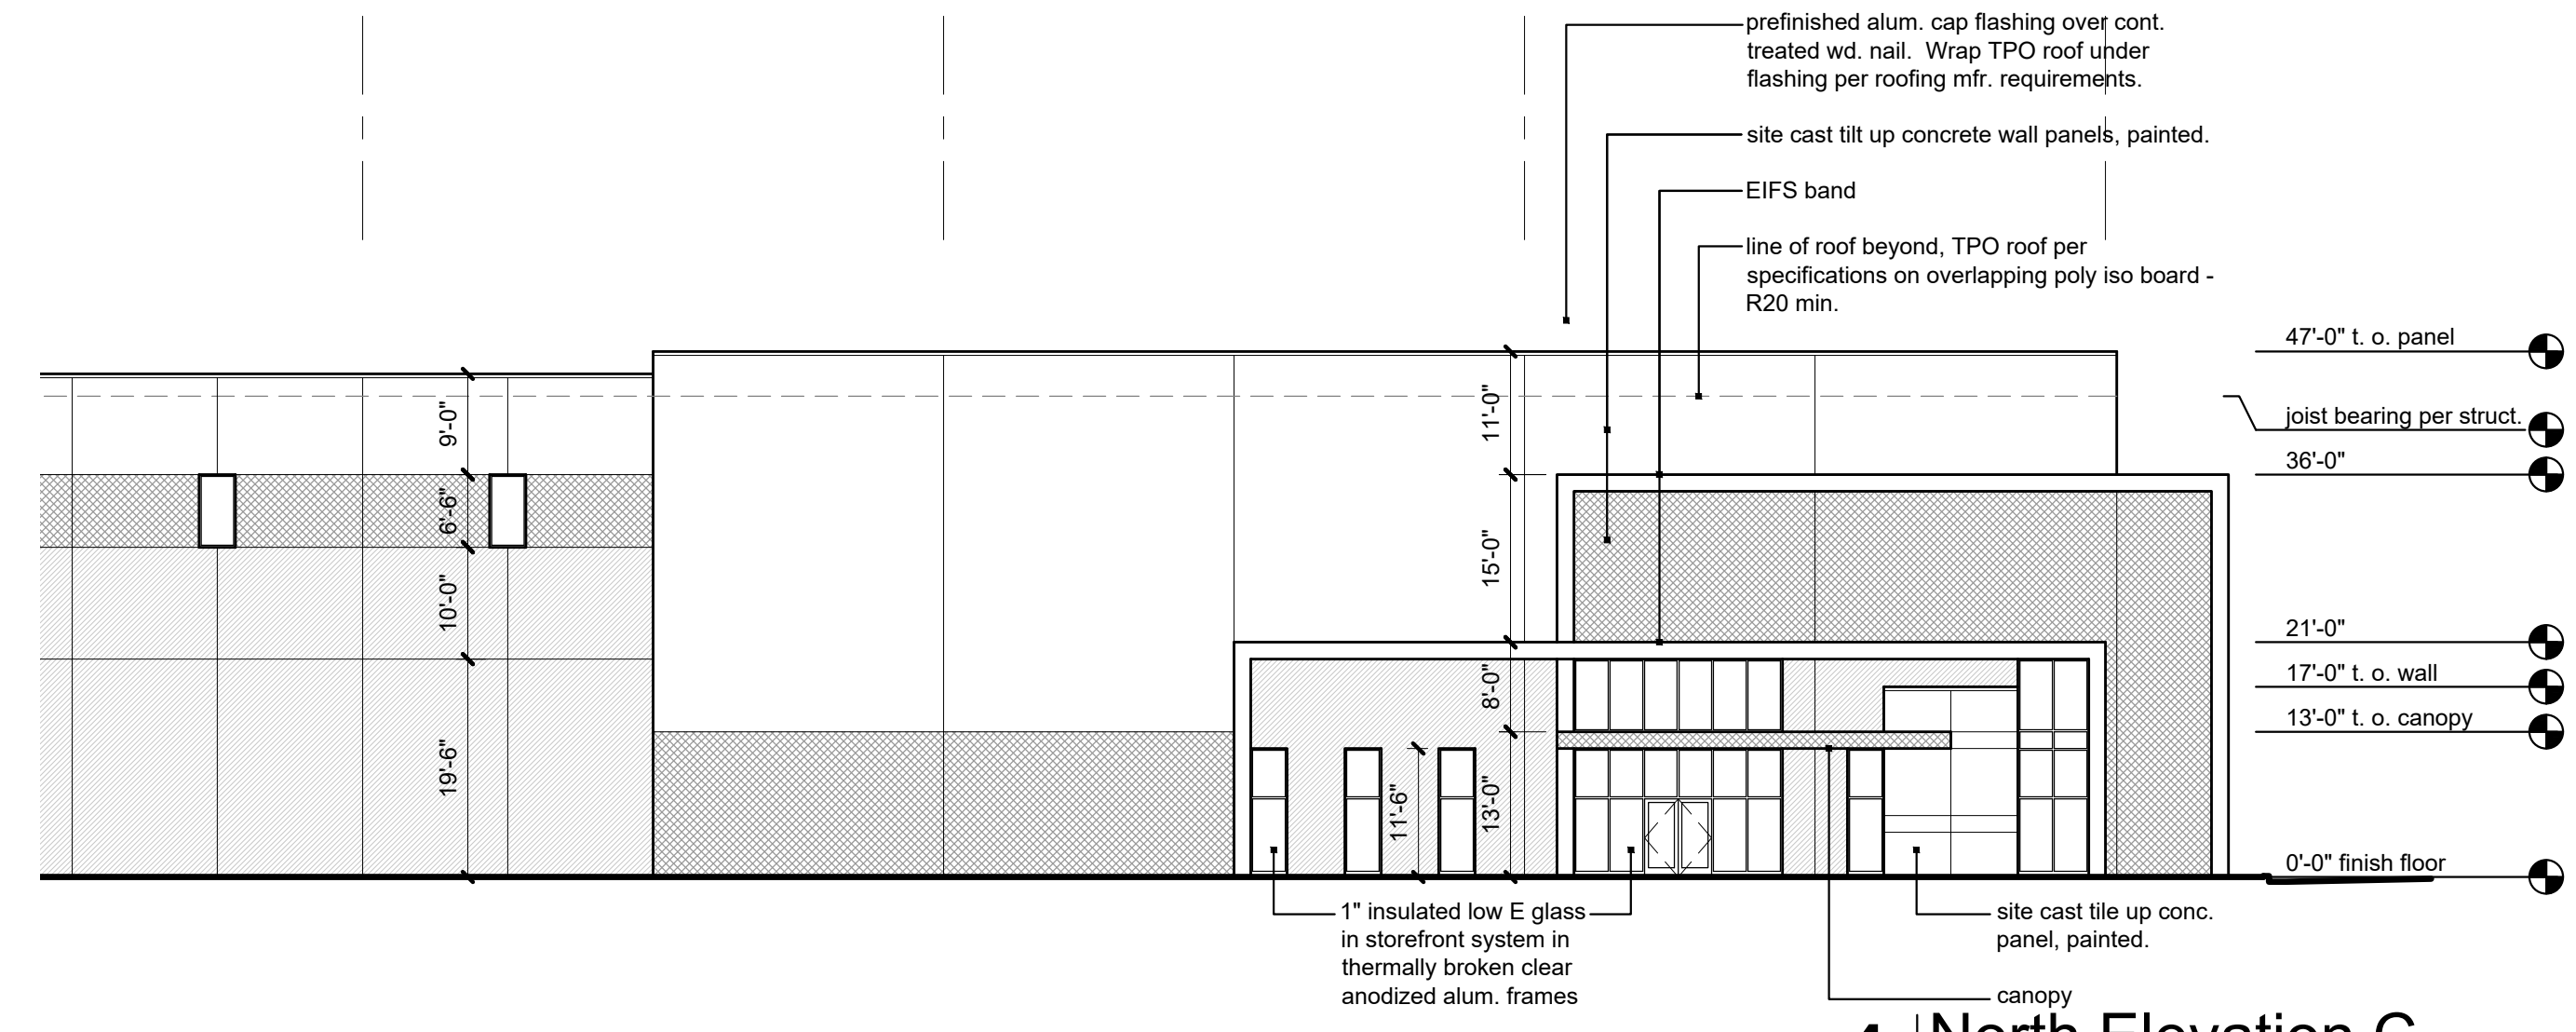 prefinished alum. cap flashing over cont.
treated wd. nail.  Wrap TPO roof under
flashing per roofing mfr. requirements.
site cast tilt up concrete wall panels, painted.
EIFS band
line of roof beyond, TPO roof per
specifications on overlapping poly iso board -
R20 min.
47'-0" t. o. panel
joist bearing per struct.
36'-0"
21'-0"
17'-0" t. o. wall
13'-0" t. o. canopy
0'-0" finish floor
9'-0"
6'-6"
10'-0"
19'-6"
11'-0"
15'-0"
8'-0"
13'-0"
11'-6"
1" insulated low E glass
in storefront system in
thermally broken clear
anodized alum. frames
site cast tile up conc.
panel, painted.
canopy
North Elevation C